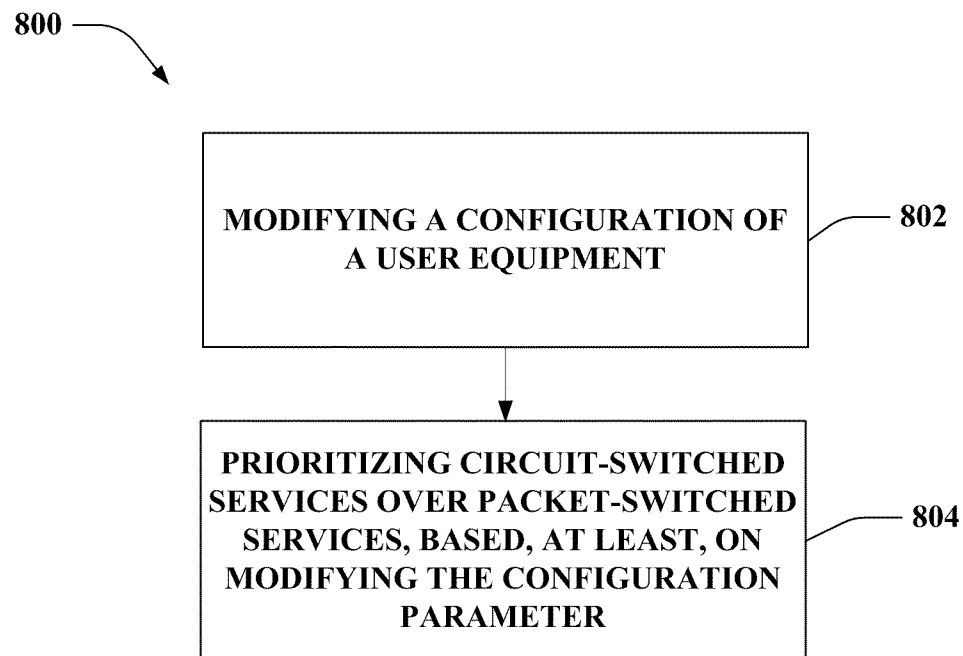 800
MODIFYING A CONFIGURATION OF
A USER EQUIPMENT
802
PRIORITIZING CIRCUIT-SWITCHED
SERVICES OVER PACKET-SWITCHED
SERVICES, BASED, AT LEAST, ON
MODIFYING THE CONFIGURATION
PARAMETER
804